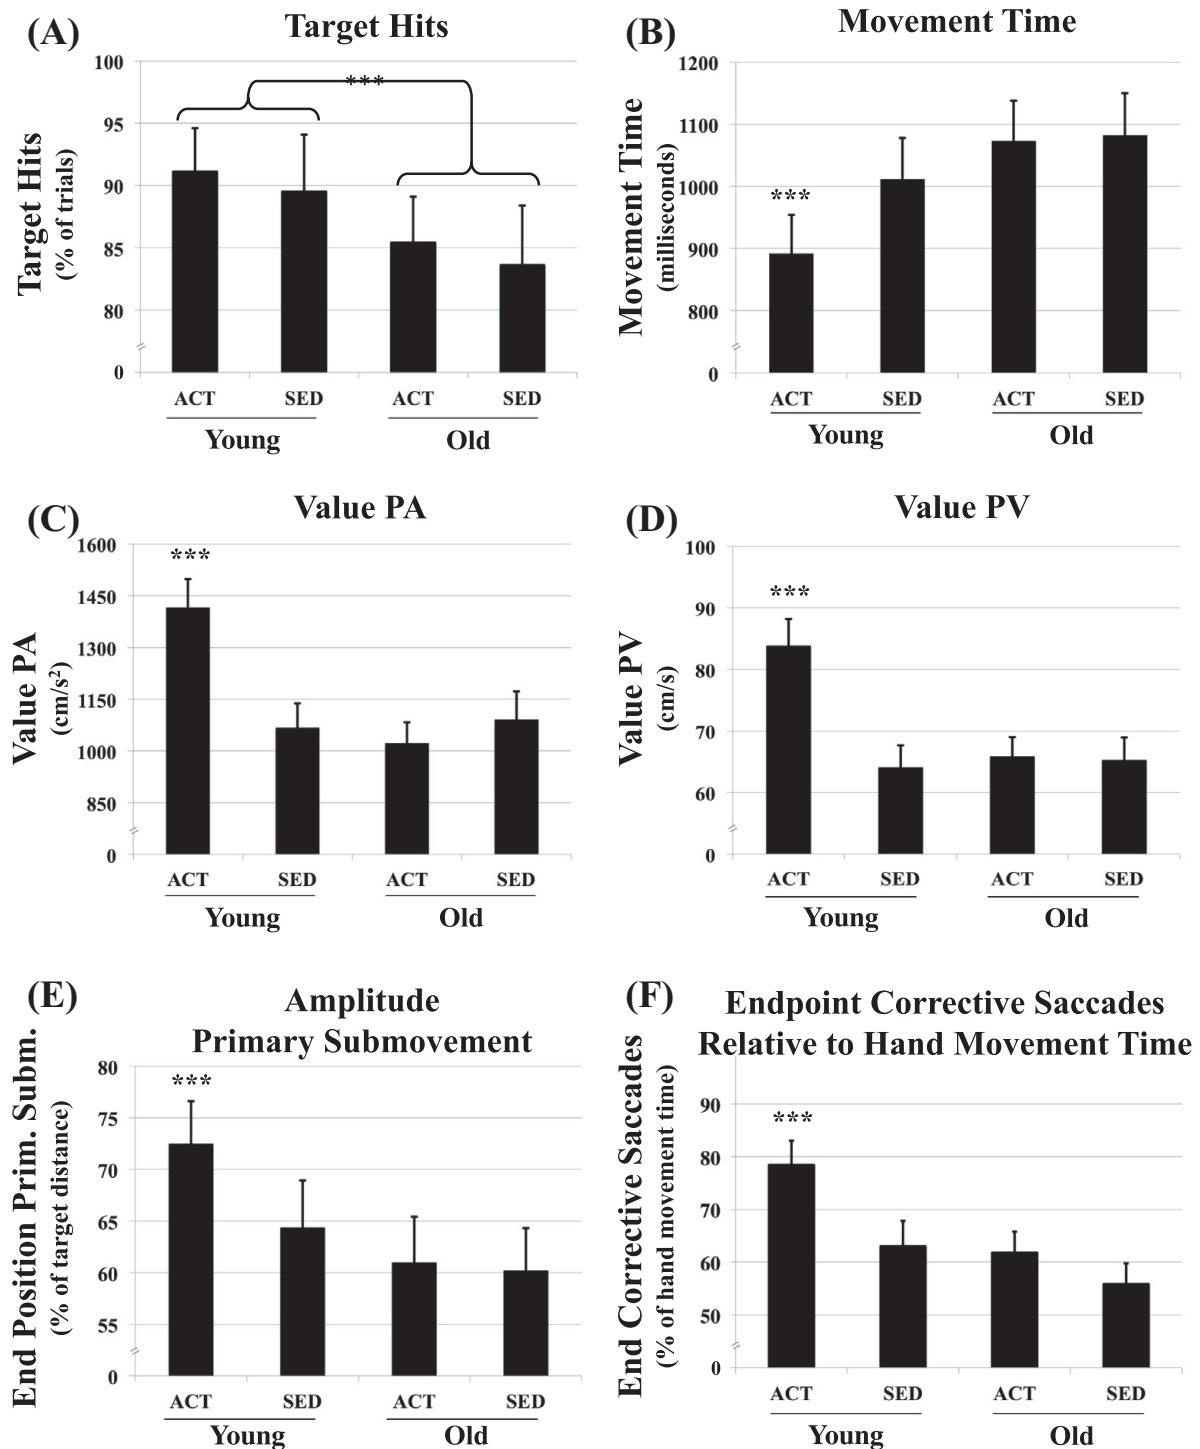 (A)
Target Hits
Target Hits
(% of trials)
100
95
90
85
80
0
***
ACT SED ACT SED
Young Old
(B)
Movement Time
Movement Time
(milliseconds)
1200
1100
1000
900
800
0
***
ACT SED ACT SED
Young Old
(C)
Value PA
Value PA
(cm/s²)
1600
1450
1300
1150
1000
850
0
***
ACT SED ACT SED
Young Old
(D)
Value PV
Value PV
(cm/s)
100
90
80
70
60
0
***
ACT SED ACT SED
Young Old
(E)
Amplitude
Primary Submovement
End Position Prim. Subm.
(% of target distance)
80
75
70
65
60
55
0
***
ACT SED ACT SED
Young Old
(F)
Endpoint Corrective Saccades
Relative to Hand Movement Time
End Corrective Saccades
(% of hand movement time)
90
80
70
60
50
0
***
ACT SED ACT SED
Young Old